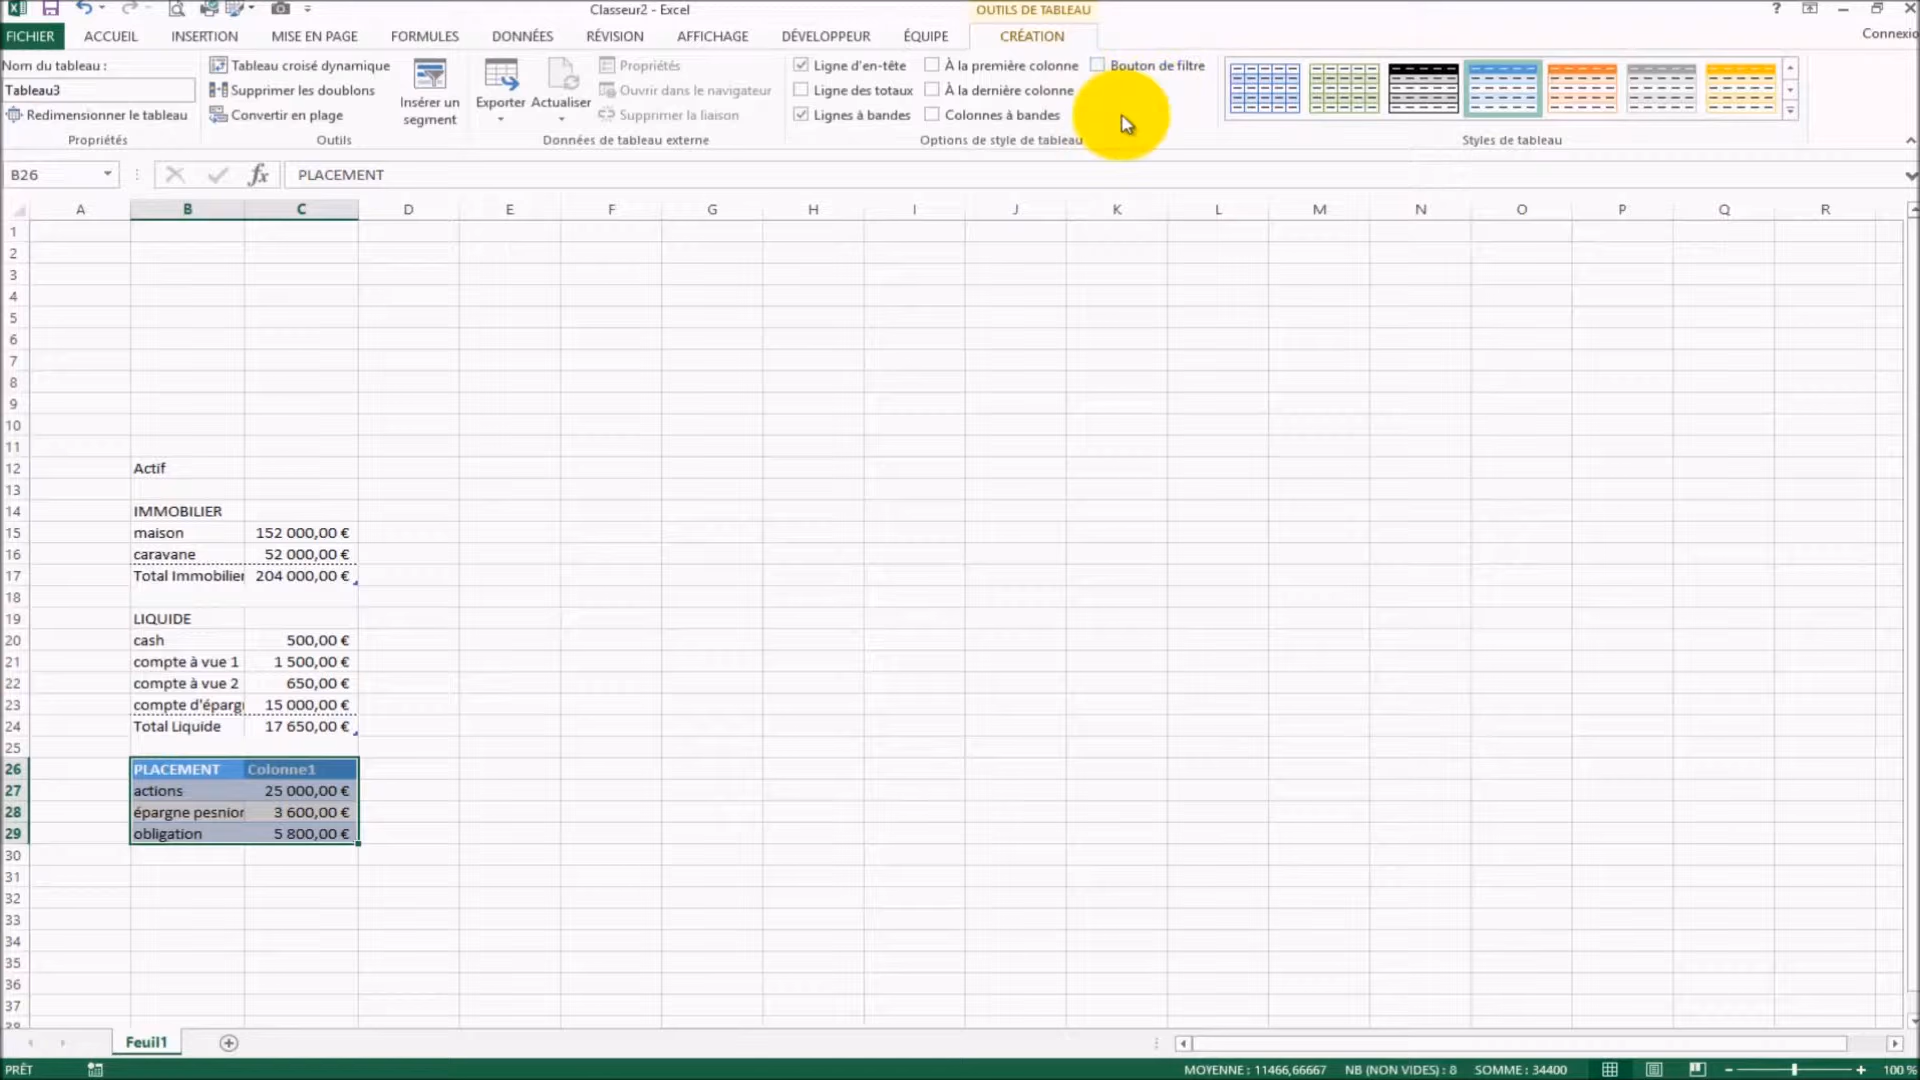 Classeur2 - Excel
OUTILS DE TABLEAU
?
FICHIER ACCUEIL INSERTION MISE EN PAGE FORMULES DONNÉES RÉVISION AFFICHAGE DÉVELOPPEUR ÉQUIPE CRÉATION
Connexio
Nom du tableau :
Tableau3
Redimensionner le tableau
Propriétés
Tableau croisé dynamique
Supprimer les doublons
Convertir en plage
Outils
Insérer un
segment
Exporter
Actualiser
Propriétés
Ouvrir dans le navigateur
Supprimer la liaison
Données de tableau externe
Ligne d'en-tête
Ligne des totaux
Lignes à bandes
À la première colonne
À la dernière colonne
Colonnes à bandes
Bouton de filtre
Options de style de tableau
Styles de tableau
B26
fx
PLACEMENT
A B C D E F G H I J K L M N O P Q R
1
2
3
4
5
6
7
8
9
10
11
12 Actif
13
14 IMMOBILIER
15 maison 152 000,00 €
16 caravane 52 000,00 €
17 Total Immobilier 204 000,00 €
18
19 LIQUIDE
20 cash 500,00 €
21 compte à vue 1 1 500,00 €
22 compte à vue 2 650,00 €
23 compte d'éparg 15 000,00 €
24 Total Liquide 17 650,00 €
25
26 PLACEMENT Colonne1
27 actions 25 000,00 €
28 épargne pesnion 3 600,00 €
29 obligation 5 800,00 €
30
31
32
33
34
35
36
37
38
Feuil1
PRÊT
MOYENNE : 11466,66667 NB (NON VIDES) : 8 SOMME : 34400
100 %